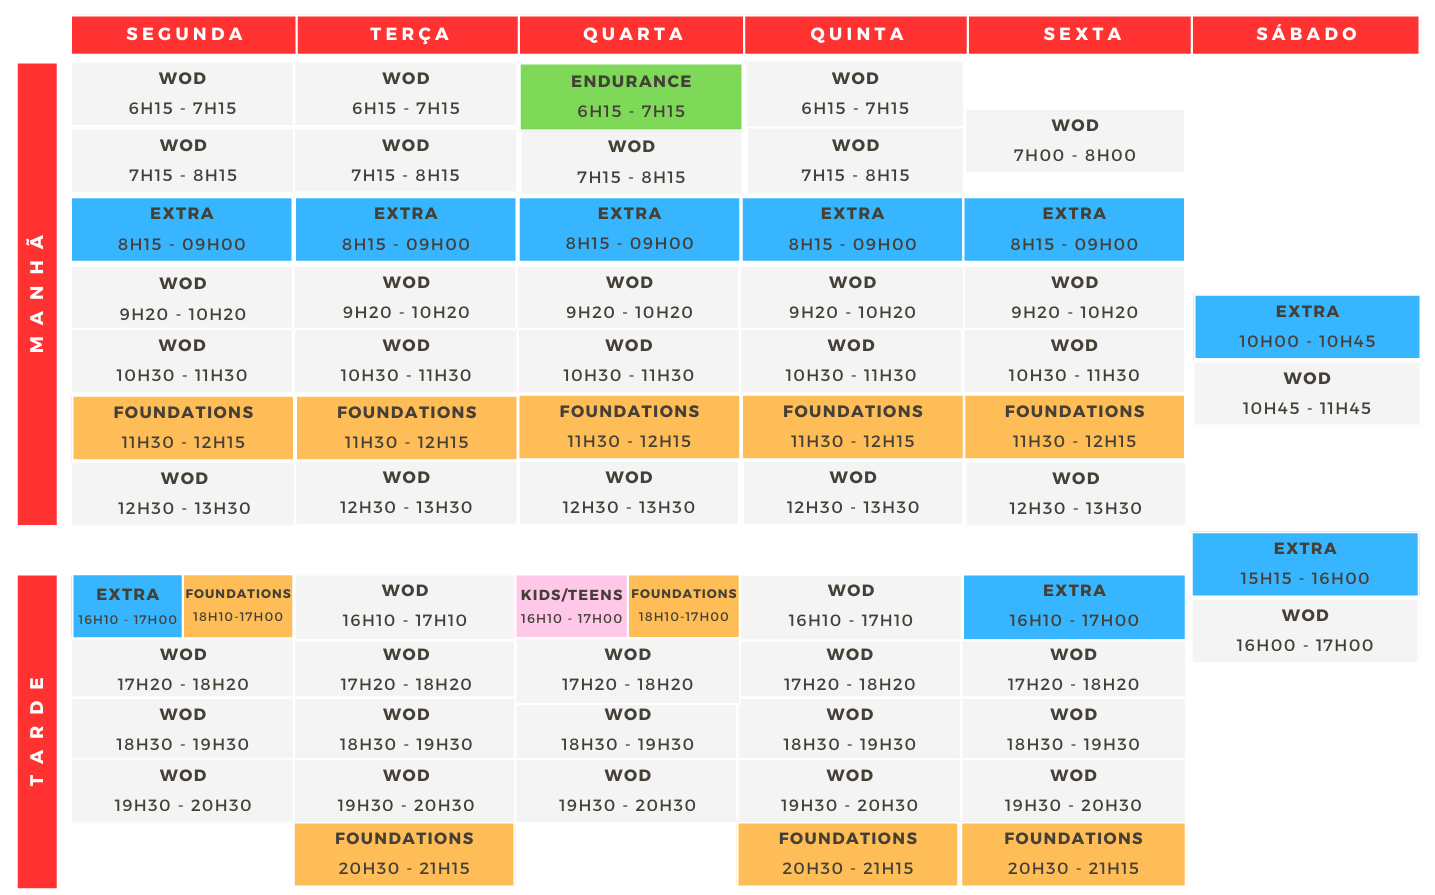 SEGUNDA TERÇA QUARTA QUINTA SEXTA SÁBADO
MANHÃ
WOD WOD ENDURANCE WOD
6H15 - 7H15 6H15 - 7H15 6H15 - 7H15 6H15 - 7H15
WOD
7H00 - 8H00
WOD WOD WOD WOD
7H15 - 8H15 7H15 - 8H15 7H15 - 8H15 7H15 - 8H15
EXTRA EXTRA EXTRA EXTRA EXTRA
8H15 - 09H00 8H15 - 09H00 8H15 - 09H00 8H15 - 09H00 8H15 - 09H00
WOD WOD WOD WOD WOD
9H20 - 10H20 9H20 - 10H20 9H20 - 10H20 9H20 - 10H20 9H20 - 10H20
EXTRA
10H00 - 10H45
WOD WOD WOD WOD WOD
10H30 - 11H30 10H30 - 11H30 10H30 - 11H30 10H30 - 11H30 10H30 - 11H30
WOD
10H45 - 11H45
FOUNDATIONS FOUNDATIONS FOUNDATIONS FOUNDATIONS FOUNDATIONS
11H30 - 12H15 11H30 - 12H15 11H30 - 12H15 11H30 - 12H15 11H30 - 12H15
WOD WOD WOD WOD WOD
12H30 - 13H30 12H30 - 13H30 12H30 - 13H30 12H30 - 13H30 12H30 - 13H30
TARDE
EXTRA
15H15 - 16H00
EXTRA FOUNDATIONS WOD KIDS/TEENS FOUNDATIONS WOD EXTRA
16H10 - 17H00 18H10-17H00 16H10 - 17H10 16H10 - 17H00 18H10-17H00 16H10 - 17H10 16H10 - 17H00
WOD
16H00 - 17H00
WOD WOD WOD WOD WOD
17H20 - 18H20 17H20 - 18H20 17H20 - 18H20 17H20 - 18H20 17H20 - 18H20
WOD WOD WOD WOD WOD
18H30 - 19H30 18H30 - 19H30 18H30 - 19H30 18H30 - 19H30 18H30 - 19H30
WOD WOD WOD WOD WOD
19H30 - 20H30 19H30 - 20H30 19H30 - 20H30 19H30 - 20H30 19H30 - 20H30
FOUNDATIONS FOUNDATIONS FOUNDATIONS
20H30 - 21H15 20H30 - 21H15 20H30 - 21H15